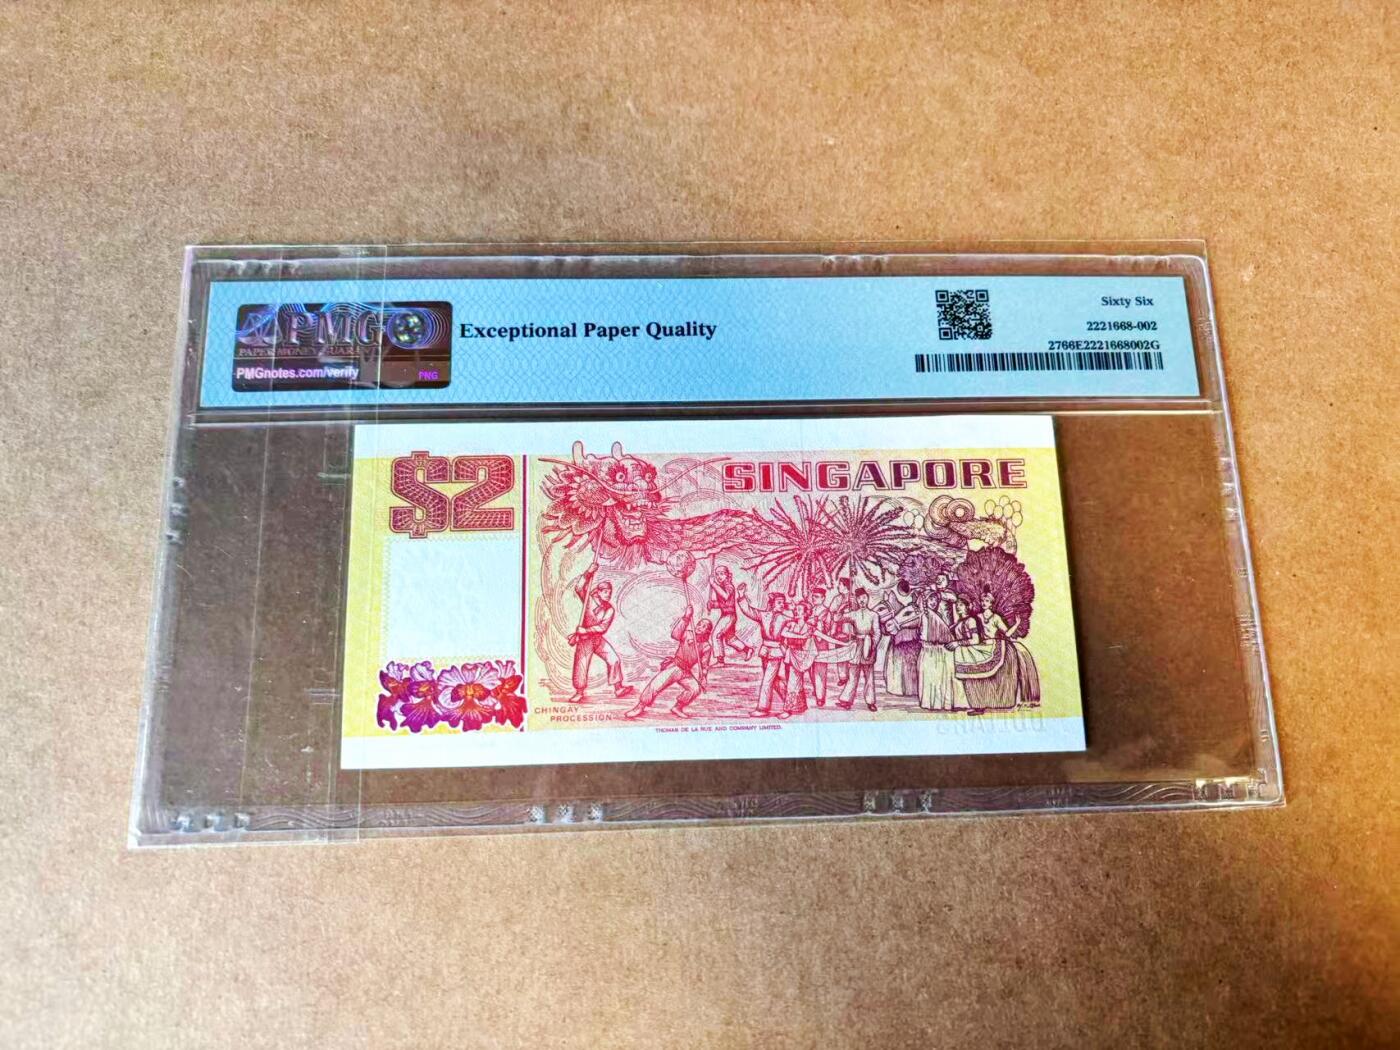 PMG
PAPER MONEY GUARANTY
PMGnotes.com/verify
PNG
Exceptional Paper Quality
Sixty Six
2221668-002
2766E2221668002G
$2
SINGAPORE
CHINGAY
PROCESSION
THOMAS DE LA RUE AND COMPANY LIMITED.